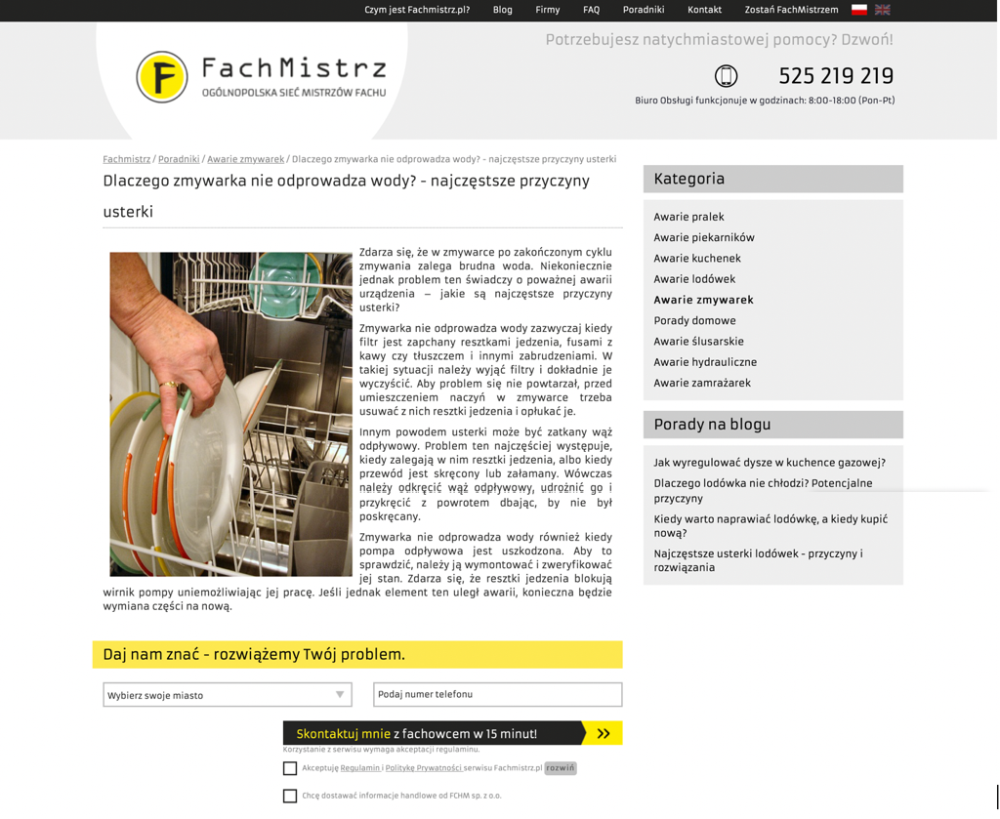 Czym jest Fachmistrz.pl? Blog Firmy FAQ Poradniki Kontakt Zostań FachMistrzem
Potrzebujesz natychmiastowej pomocy? Dzwoń!
F FachMistrz
OGÓLNOPOLSKA SIEĆ MISTRZÓW FACHU
525 219 219
Biuro Obsługi funkcjonuje w godzinach: 8:00-18:00 (Pon-Pt)
Fachmistrz / Poradniki / Awarie zmywarek / Dlaczego zmywarka nie odprowadza wody? - najczęstsze przyczyny usterki
Dlaczego zmywarka nie odprowadza wody? - najczęstsze przyczyny
usterki
Zdarza się, że w zmywarce po zakończonym cyklu
zmywania zalega brudna woda. Niekoniecznie
jednak problem ten świadczy o poważnej awarii
urządzenia – jakie są najczęstsze przyczyny
usterki?
Zmywarka nie odprowadza wody zazwyczaj kiedy
filtr jest zapchany resztkami jedzenia, fusami z
kawy czy tłuszczem i innymi zabrudzeniami. W
takiej sytuacji należy wyjąć filtry i dokładnie je
wyczyścić. Aby problem się nie powtarzał, przed
umieszczeniem naczyń w zmywarce trzeba
usuwać z nich resztki jedzenia i opłukać je.
Innym powodem usterki może być zatkany wąż
odpływowy. Problem ten najczęściej występuje,
kiedy zalegają w nim resztki jedzenia, albo kiedy
przewód jest skręcony lub załamany. Wówczas
należy odkręcić wąż odpływowy, udrożnić go i
przykręcić z powrotem dbając, by nie był
poskręcany.
Zmywarka nie odprowadza wody również kiedy
pompa odpływowa jest uszkodzona. Aby to
sprawdzić, należy ją wymontować i zweryfikować
jej stan. Zdarza się, że resztki jedzenia blokują
wirnik pompy uniemożliwiając jej pracę. Jeśli jednak element ten uległ awarii, konieczna będzie
wymiana części na nową.
Kategoria
Awarie pralek
Awarie piekarników
Awarie kuchenek
Awarie lodówek
Awarie zmywarek
Porady domowe
Awarie ślusarskie
Awarie hydrauliczne
Awarie zamrażarek
Porady na blogu
Jak wyregulować dysze w kuchence gazowej?
Dlaczego lodówka nie chłodzi? Potencjalne
przyczyny
Kiedy warto naprawiać lodówkę, a kiedy kupić
nową?
Najczęstsze usterki lodówek - przyczyny i
rozwiązania
Daj nam znać - rozwiążemy Twój problem.
Wybierz swoje miasto
Podaj numer telefonu
Skontaktuj mnie z fachowcem w 15 minut!
Korzystanie z serwisu wymaga akceptacji regulaminu.
Akceptuję Regulamin i Politykę Prywatności serwisu Fachmistrz.pl rozwiń
Chcę dostawać informacje handlowe od FCHM sp. z o.o.